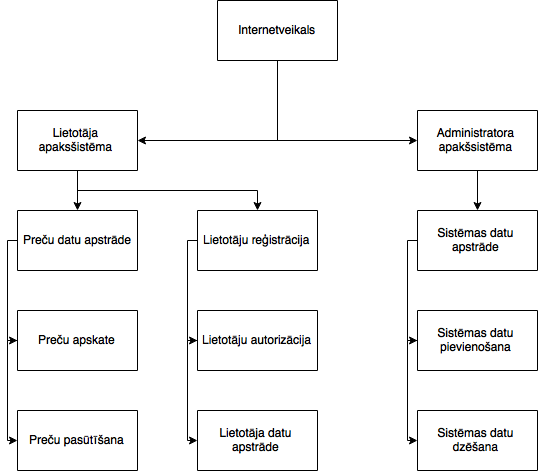 Internetveikals
Lietotāja
apaksšistēma
Administratora
apakšsistēma
Preču datu apstrāde
Lietotāju reģistrācija
Sistēmas datu
apstrāde
Preču apskate
Lietotāju autorizācija
Sistēmas datu
pievienošana
Preču pasūtīšana
Lietotāja datu
apstrāde
Sistēmas datu
dzēšana